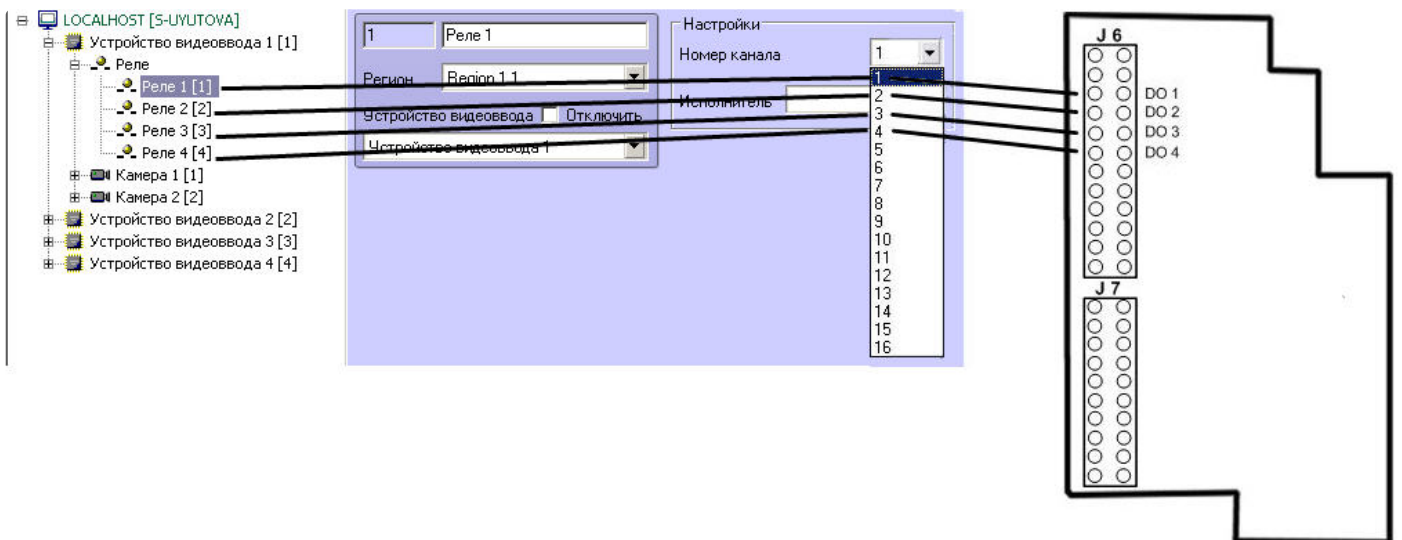 LOCALHOST [S-UYUTOVA]
Устройство видеоввода 1 [1]
Реле
Реле 1 [1]
Реле 2 [2]
Реле 3 [3]
Реле 4 [4]
Камера 1 [1]
Камера 2 [2]
Устройство видеоввода 2 [2]
Устройство видеоввода 3 [3]
Устройство видеоввода 4 [4]
1 Реле 1
Регион Region 1.1
Устройство видеоввода Отключить
Устройство видеоввода 1
Настройки
Номер канала 1
Исполнитель
1
2
3
4
5
6
7
8
9
10
11
12
13
14
15
16
J 6
DO 1
DO 2
DO 3
DO 4
J 7